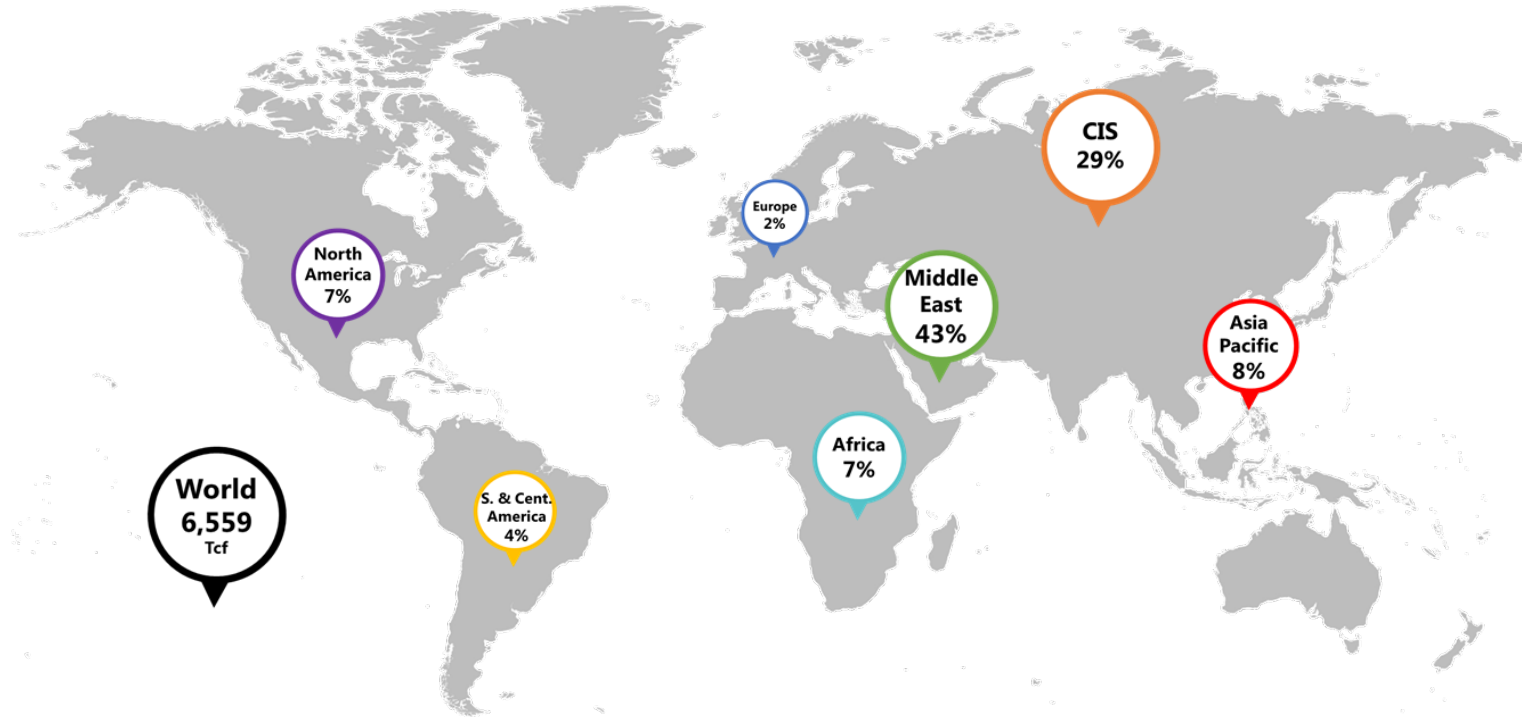 CIS
29%
Europe
2%
North
America
7%
Middle
East
43%
Asia
Pacific
8%
Africa
7%
World
6,559
Tcf
S. & Cent.
America
4%